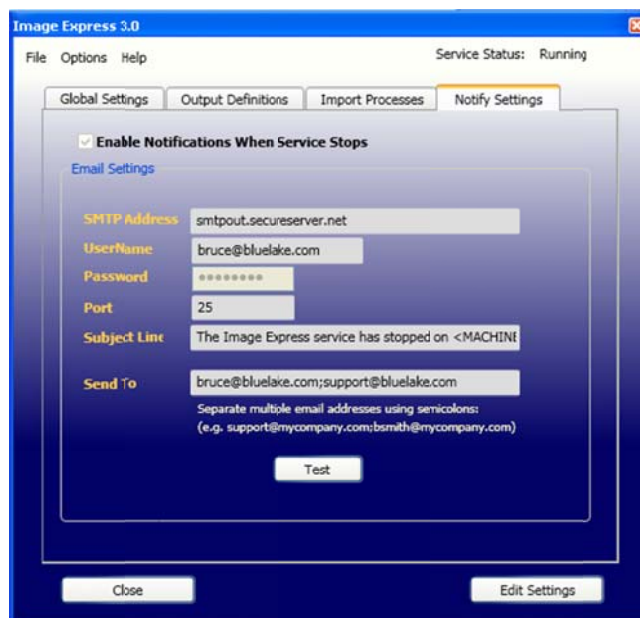 Image Express 3.0
File Options Help Service Status: Running
Global Settings Output Definitions Import Processes Notify Settings
Enable Notifications When Service Stops
Email Settings
SMTP Address smtpout.secureserver.net
UserName bruce@bluelake.com
Password ●●●●●●●●
Port 25
Subject Line The Image Express service has stopped on <MACHINE
Send To bruce@bluelake.com;support@bluelake.com
Separate multiple email addresses using semicolons:
(e.g. support@mycompany.com;bsmith@mycompany.com)
Test
Close Edit Settings